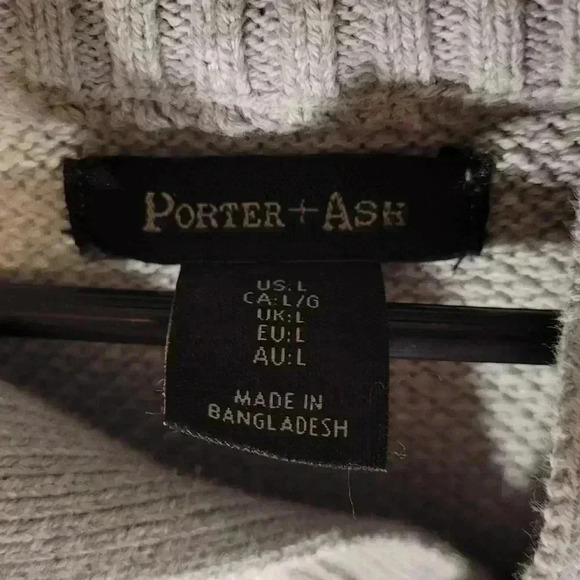 PORTER+ASH
US:L
CA:L/G
UK:L
EU:L
AU:L
MADE IN
BANGLADESH